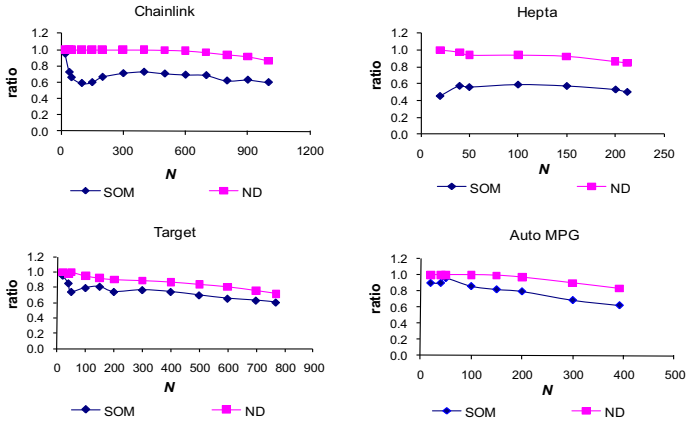 Chainlink
ratio
1.2
1.0
0.8
0.6
0.4
0.2
0.0
0 300 600 900 1200
N
SOM ND
Hepta
ratio
1.2
1.0
0.8
0.6
0.4
0.2
0.0
0 50 100 150 200 250
N
SOM ND
Target
ratio
1.2
1.0
0.8
0.6
0.4
0.2
0.0
0 100 200 300 400 500 600 700 800 900
N
SOM ND
Auto MPG
ratio
1.2
1.0
0.8
0.6
0.4
0.2
0.0
0 100 200 300 400 500
N
SOM ND